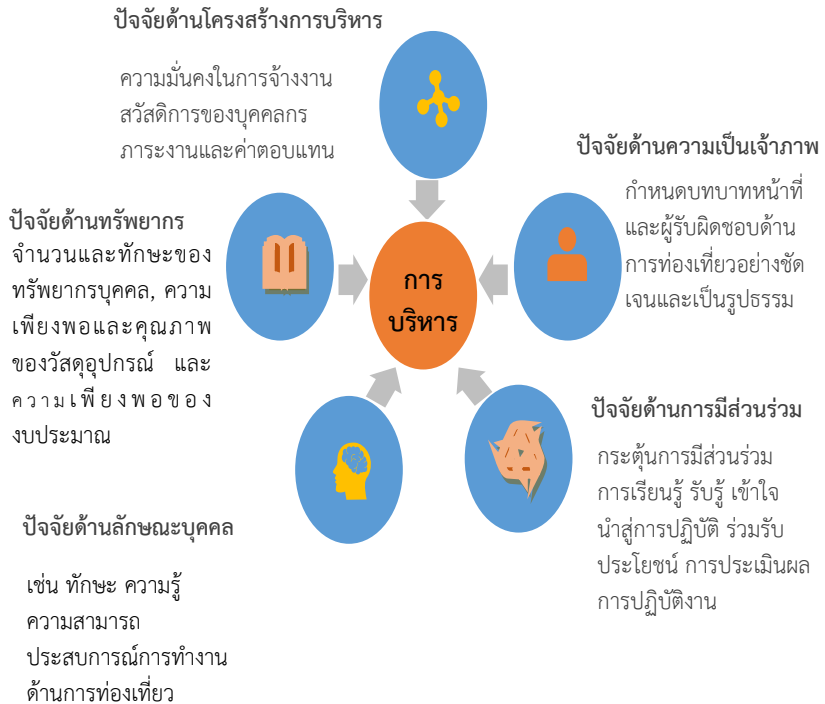 ปัจจัยด้านโครงสร้างการบริหาร
ความมั่นคงในการจ้างงาน
สวัสดิการของบุคคลกร
ภาระงานและค่าตอบแทน
ปัจจัยด้านความเป็นเจ้าภาพ
กำหนดบทบาทหน้าที่
และผู้รับผิดชอบด้าน
การท่องเที่ยวอย่างชัด
เจนและเป็นรูปธรรม
ปัจจัยด้านทรัพยากร
จำนวนและทักษะของ
ทรัพยากรบุคคล, ความ
เพียงพอและคุณภาพ
ของวัสดุอุปกรณ์ และ
ความเพียงพอของ
งบประมาณ
การ
บริหาร
ปัจจัยด้านการมีส่วนร่วม
กระตุ้นการมีส่วนร่วม
การเรียนรู้ รับรู้ เข้าใจ
นำสู่การปฏิบัติ ร่วมรับ
ประโยชน์ การประเมินผล
การปฏิบัติงาน
ปัจจัยด้านลักษณะบุคคล
เช่น ทักษะ ความรู้
ความสามารถ
ประสบการณ์การทำงาน
ด้านการท่องเที่ยว